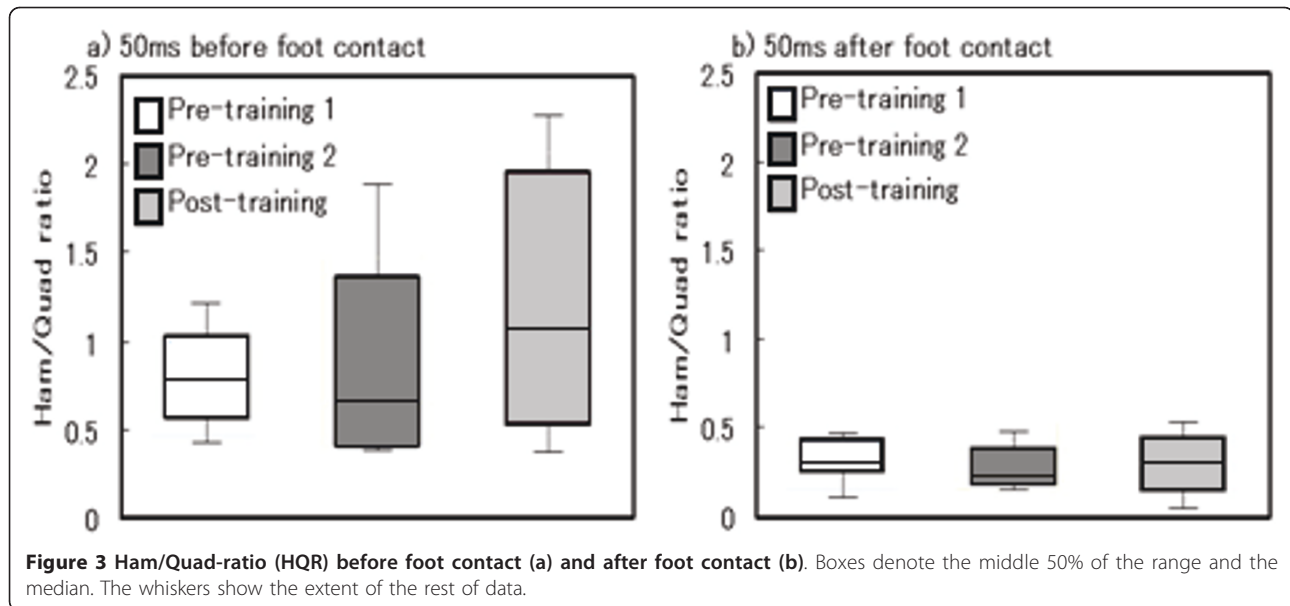 a) 50ms before foot contact
2.5
2
1.5
1
0.5
0
Ham/Quad ratio
Pre-training 1
Pre-training 2
Post-training
b) 50ms after foot contact
2.5
2
1.5
1
0.5
0
Ham/Quad ratio
Pre-training 1
Pre-training 2
Post-training
Figure 3 Ham/Quad-ratio (HQR) before foot contact (a) and after foot contact (b). Boxes denote the middle 50% of the range and the
median. The whiskers show the extent of the rest of data.